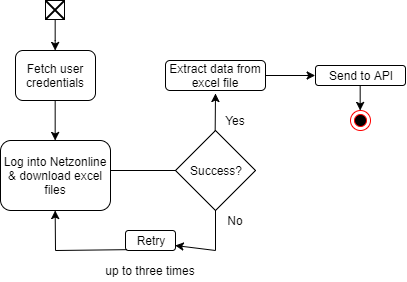 Fetch user
credentials
Extract data from
excel file
Send to API
Yes
Log into Netzonline
& download excel
files
Success?
No
Retry
up to three times